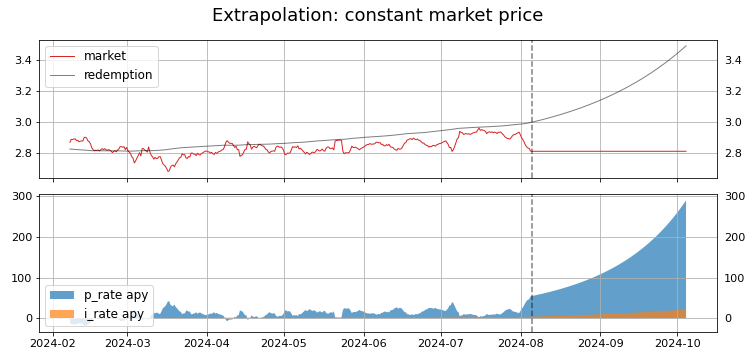 Extrapolation: constant market price
market
redemption
3.4 3.4
3.2 3.2
3.0 3.0
2.8 2.8
300 300
200 200
100 100
p_rate apy
i_rate apy
0 0
2024-02 2024-03 2024-04 2024-05 2024-06 2024-07 2024-08 2024-09 2024-10